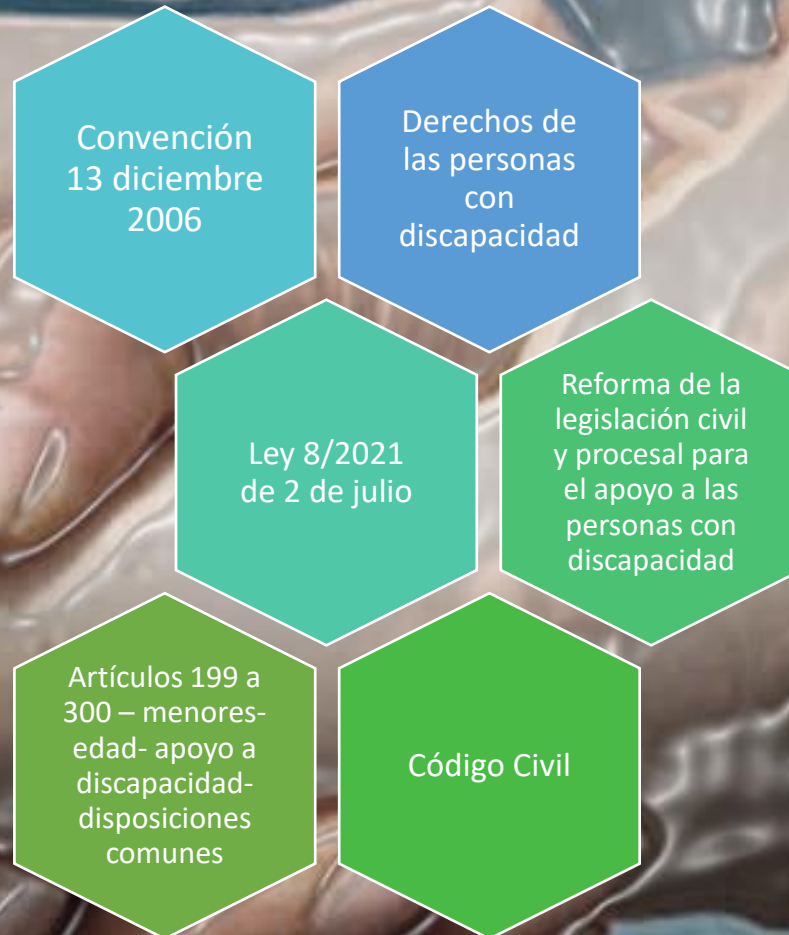 Convención
13 diciembre
2006
Derechos de
las personas
con
discapacidad
Ley 8/2021
de 2 de julio
Reforma de la
legislación civil
y procesal para
el apoyo a las
personas con
discapacidad
Artículos 199 a
300 – menores-
edad- apoyo a
discapacidad-
disposiciones
comunes
Código Civil